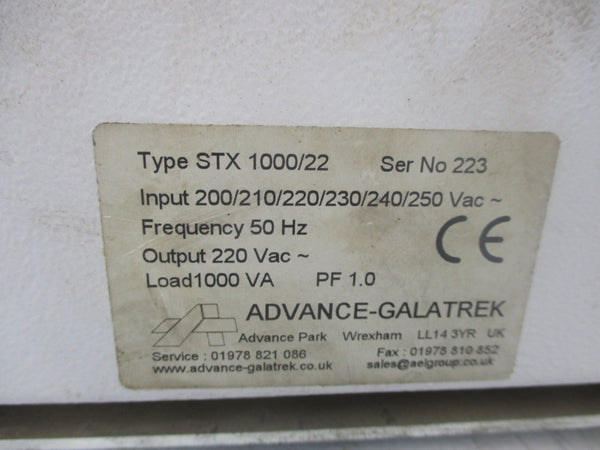 Type STX 1000/22 Ser No 223
Input 200/210/220/230/240/250 Vac ~
Frequency 50 Hz
Output 220 Vac ~
Load1000 VA PF 1.0
CE
ADVANCE-GALATREK
Advance Park Wrexham LL14 3YR UK
Service : 01978 821 086 Fax : 01978 810 852
www.advance-galatrek.co.uk sales@aelgroup.co.uk